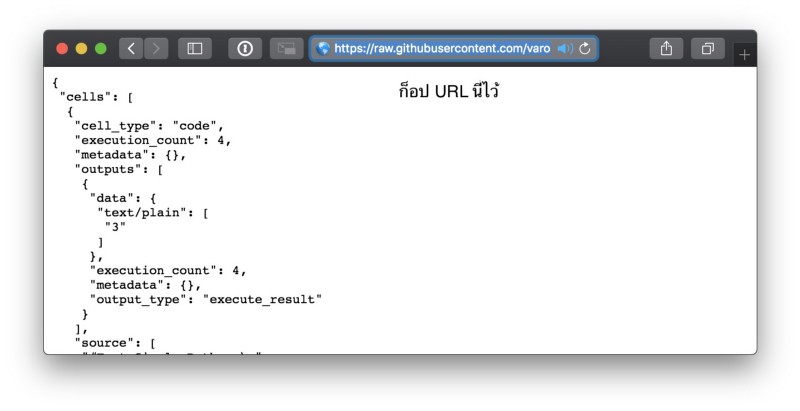 https://raw.githubusercontent.com/varo
ก็อป URL นี้ไว้
{
"cells": [
{
"cell_type": "code",
"execution_count": 4,
"metadata": {},
"outputs": [
{
"data": {
"text/plain": [
"3"
]
},
"execution_count": 4,
"metadata": {},
"output_type": "execute_result"
}
],
"source": [